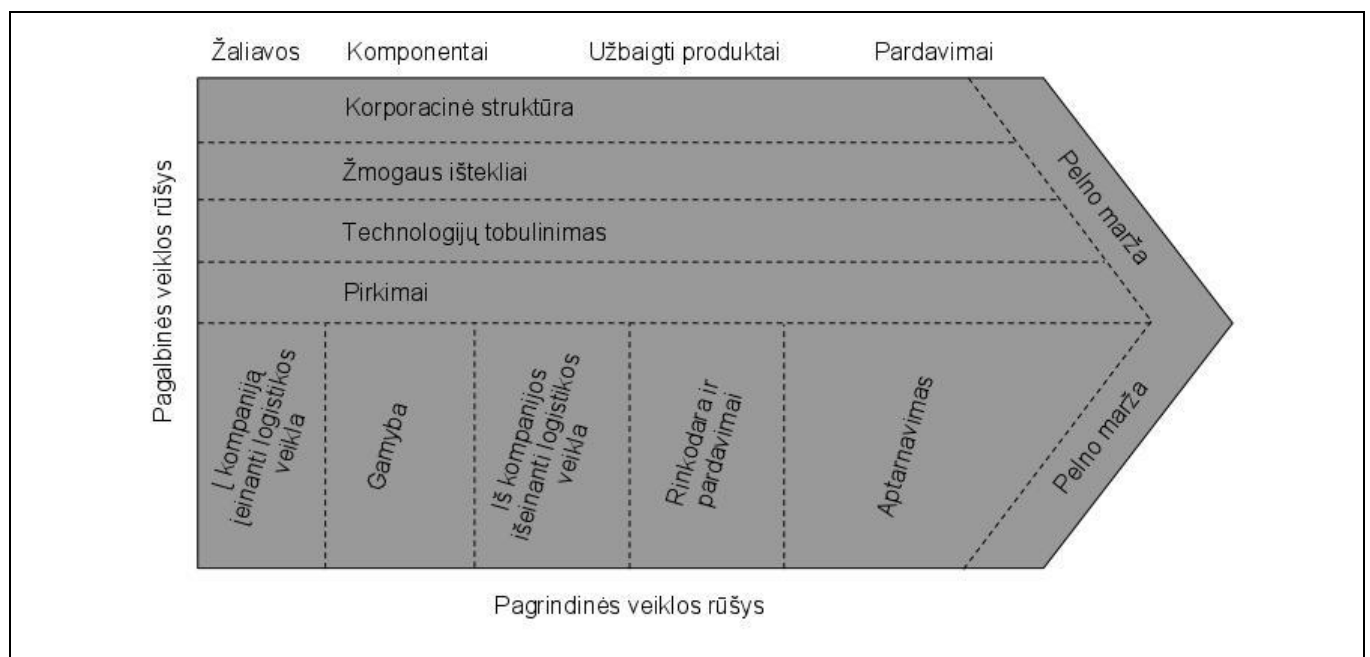 Žaliavos Komponentai Užbaigti produktai Pardavimai
Korporacinė struktūra
Žmogaus ištekliai
Technologijų tobulinimas
Pirkimai
Pagalbinės veiklos rūšys
Pelno marža
Į kompaniją
įeinanti logistikos
veikla
Gamyba
Iš kompanijos
išeinanti logistikos
veikla
Rinkodara ir
pardavimai
Aptarnavimas
Pelno marža
Pagrindinės veiklos rūšys